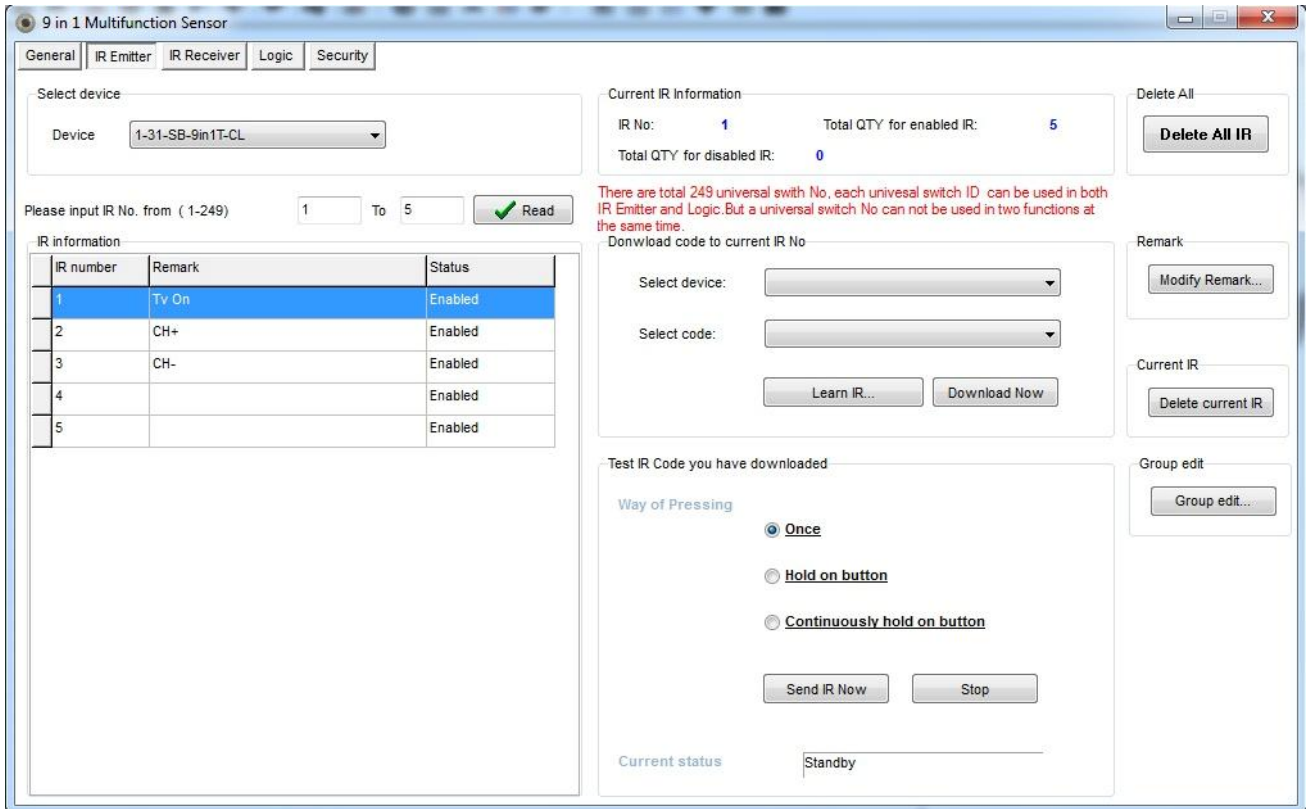 9 in 1 Multifunction Sensor
General IR Emitter IR Receiver Logic Security
Select device
Device 1-31-SB-9in1T-CL
Current IR Information
IR No: 1 Total QTY for enabled IR: 5
Total QTY for disabled IR: 0
Delete All
Delete All IR
Please input IR No. from ( 1-249) 1 To 5 Read
There are total 249 universal swith No, each univesal switch ID can be used in both
IR Emitter and Logic.But a universal switch No can not be used in two functions at
the same time.
IR information
IR number Remark Status
1 Tv On Enabled
2 CH+ Enabled
3 CH- Enabled
4 Enabled
5 Enabled
Donwload code to current IR No
Select device:
Select code:
Learn IR... Download Now
Remark
Modify Remark...
Current IR
Delete current IR
Test IR Code you have downloaded
Way of Pressing
Once
Hold on button
Continuously hold on button
Send IR Now Stop
Current status Standby
Group edit
Group edit...